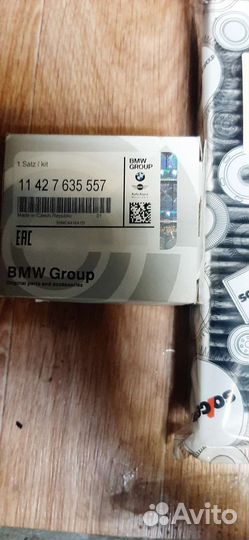 1 Satz / kit
BMW
GROUP
11 42 7 635 557
Made in Czech Republic
01
EAC
BMW Group
Original parts and accessories
Avito